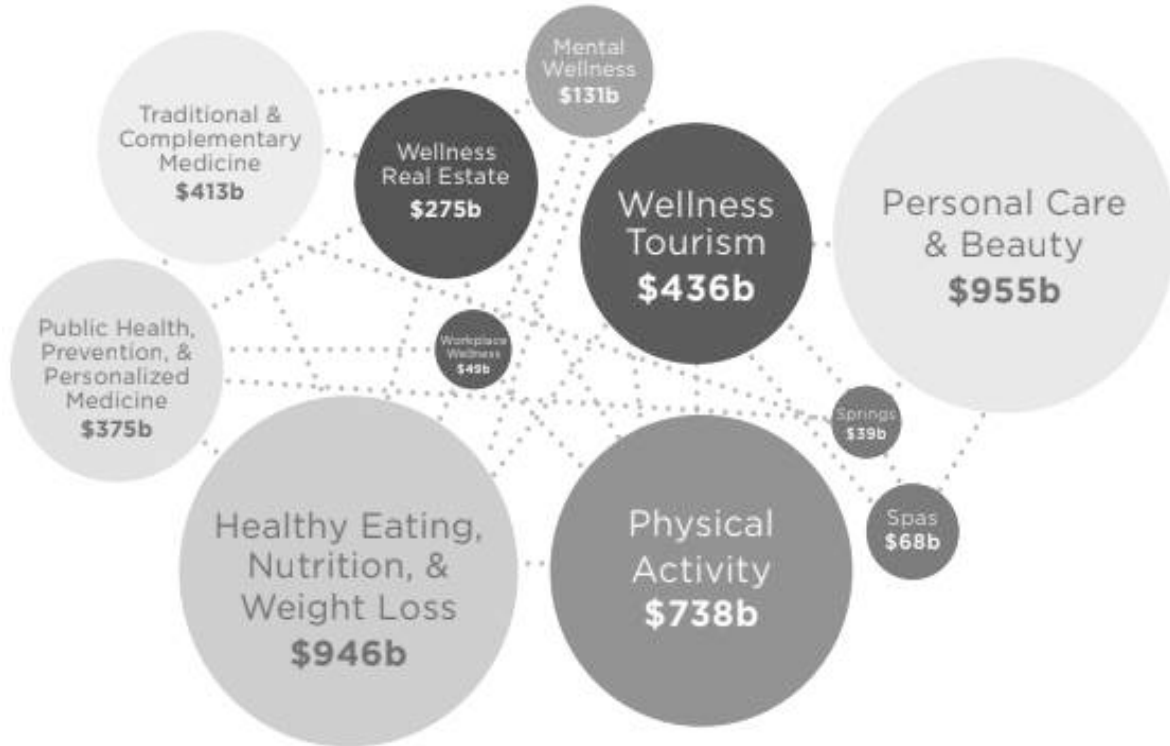 Mental
Wellness
$131b
Traditional &
Complementary
Medicine
$413b
Wellness
Real Estate
$275b
Wellness
Tourism
$436b
Personal Care
& Beauty
$955b
Public Health,
Prevention, &
Personalized
Medicine
$375b
Workplace
Wellness
$49b
Springs
$39b
Healthy Eating,
Nutrition, &
Weight Loss
$946b
Physical
Activity
$738b
Spas
$68b